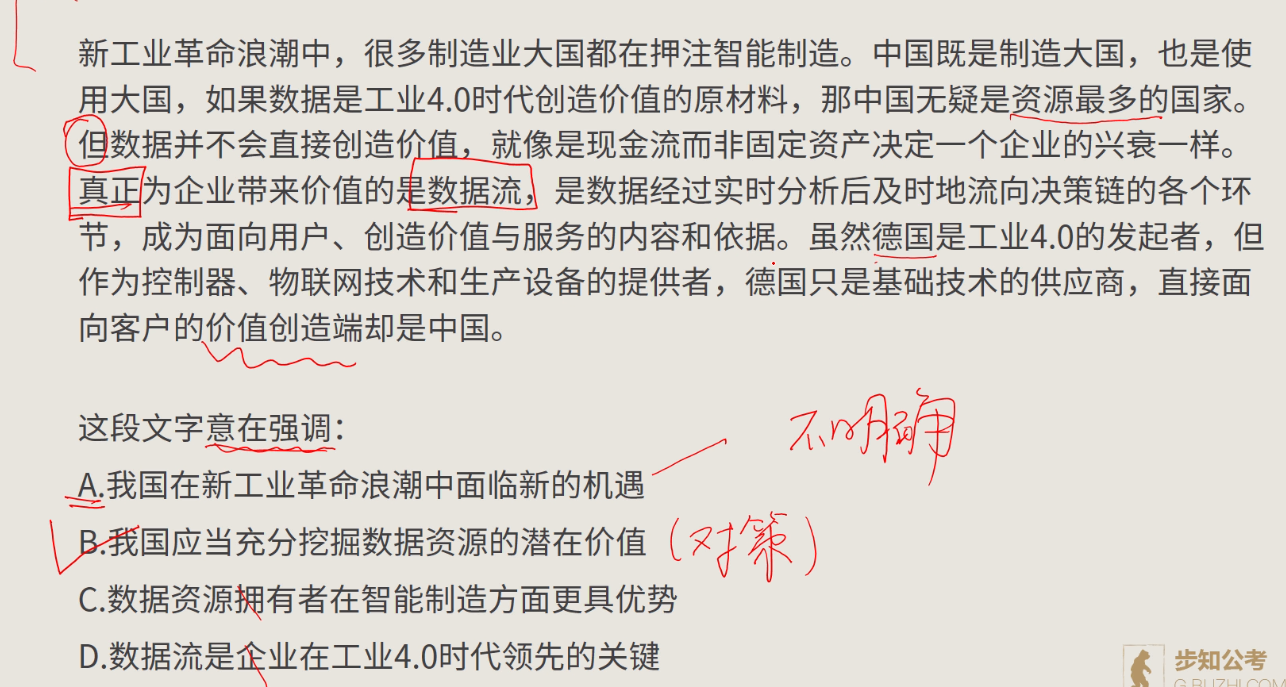 新工业革命浪潮中，很多制造业大国都在押注智能制造。中国既是制造大国，也是使
用大国，如果数据是工业4.0时代创造价值的原材料，那中国无疑是资源最多的国家。
但数据并不会直接创造价值，就像是现金流而非固定资产决定一个企业的兴衰一样。
真正为企业带来价值的是数据流，是数据经过实时分析后及时地流向决策链的各个环
节，成为面向用户、创造价值与服务的内容和依据。虽然德国是工业4.0的发起者，但
作为控制器、物联网技术和生产设备的提供者，德国只是基础技术的供应商，直接面
向客户的价值创造端却是中国。
这段文字意在强调：
不明确
A.我国在新工业革命浪潮中面临新的机遇
B.我国应当充分挖掘数据资源的潜在价值（对策）
C.数据资源拥有者在智能制造方面更具优势
D.数据流是企业在工业4.0时代领先的关键
步知公考
G.BUZHI.COM